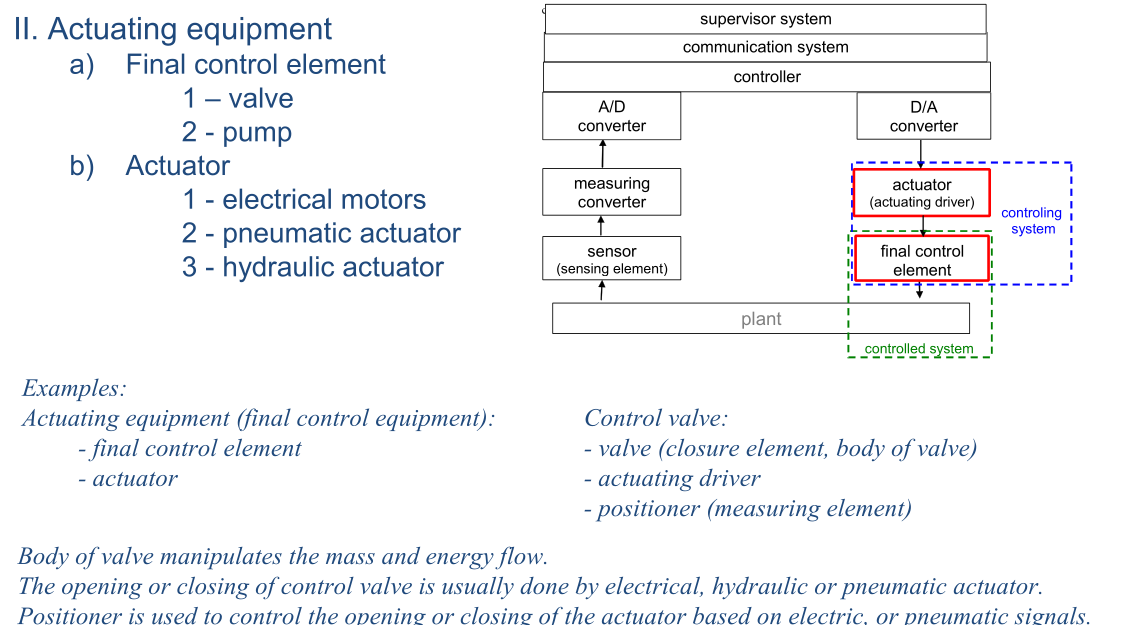 II. Actuating equipment
a) Final control element
1 – valve
2 - pump
b) Actuator
1 - electrical motors
2 - pneumatic actuator
3 - hydraulic actuator
supervisor system
communication system
controller
A/D
converter
D/A
converter
measuring
converter
actuator
(actuating driver)
controling
system
sensor
(sensing element)
final control
element
plant
controlled system
Examples:
Actuating equipment (final control equipment):
- final control element
- actuator
Control valve:
- valve (closure element, body of valve)
- actuating driver
- positioner (measuring element)
Body of valve manipulates the mass and energy flow.
The opening or closing of control valve is usually done by electrical, hydraulic or pneumatic actuator.
Positioner is used to control the opening or closing of the actuator based on electric, or pneumatic signals.